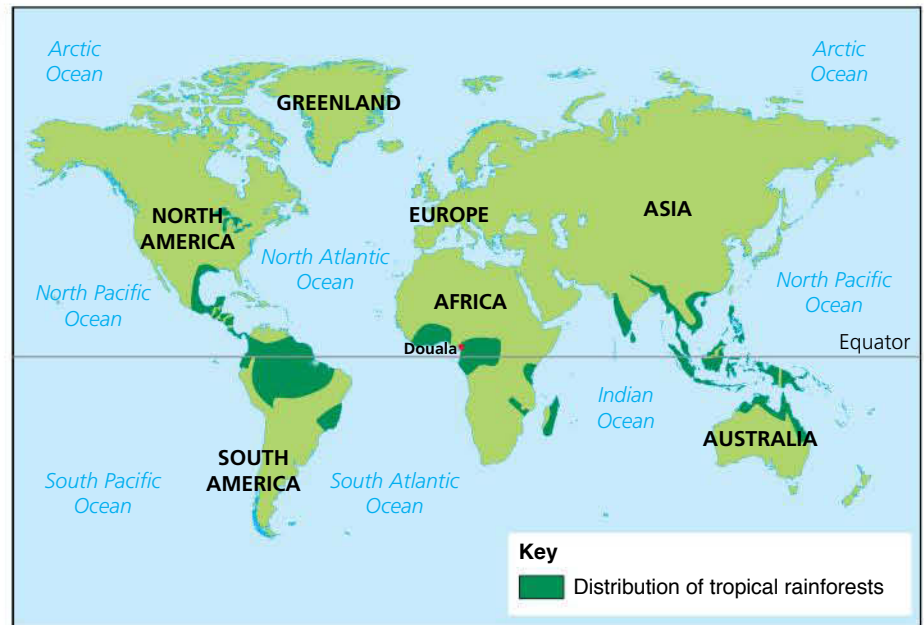 Arctic
Ocean
Arctic
Ocean
GREENLAND
NORTH
AMERICA
EUROPE
ASIA
North Atlantic
Ocean
North Pacific
Ocean
AFRICA
North Pacific
Ocean
Douala
Equator
Indian
Ocean
AUSTRALIA
SOUTH
AMERICA
South Pacific
Ocean
South Atlantic
Ocean
Key
Distribution of tropical rainforests